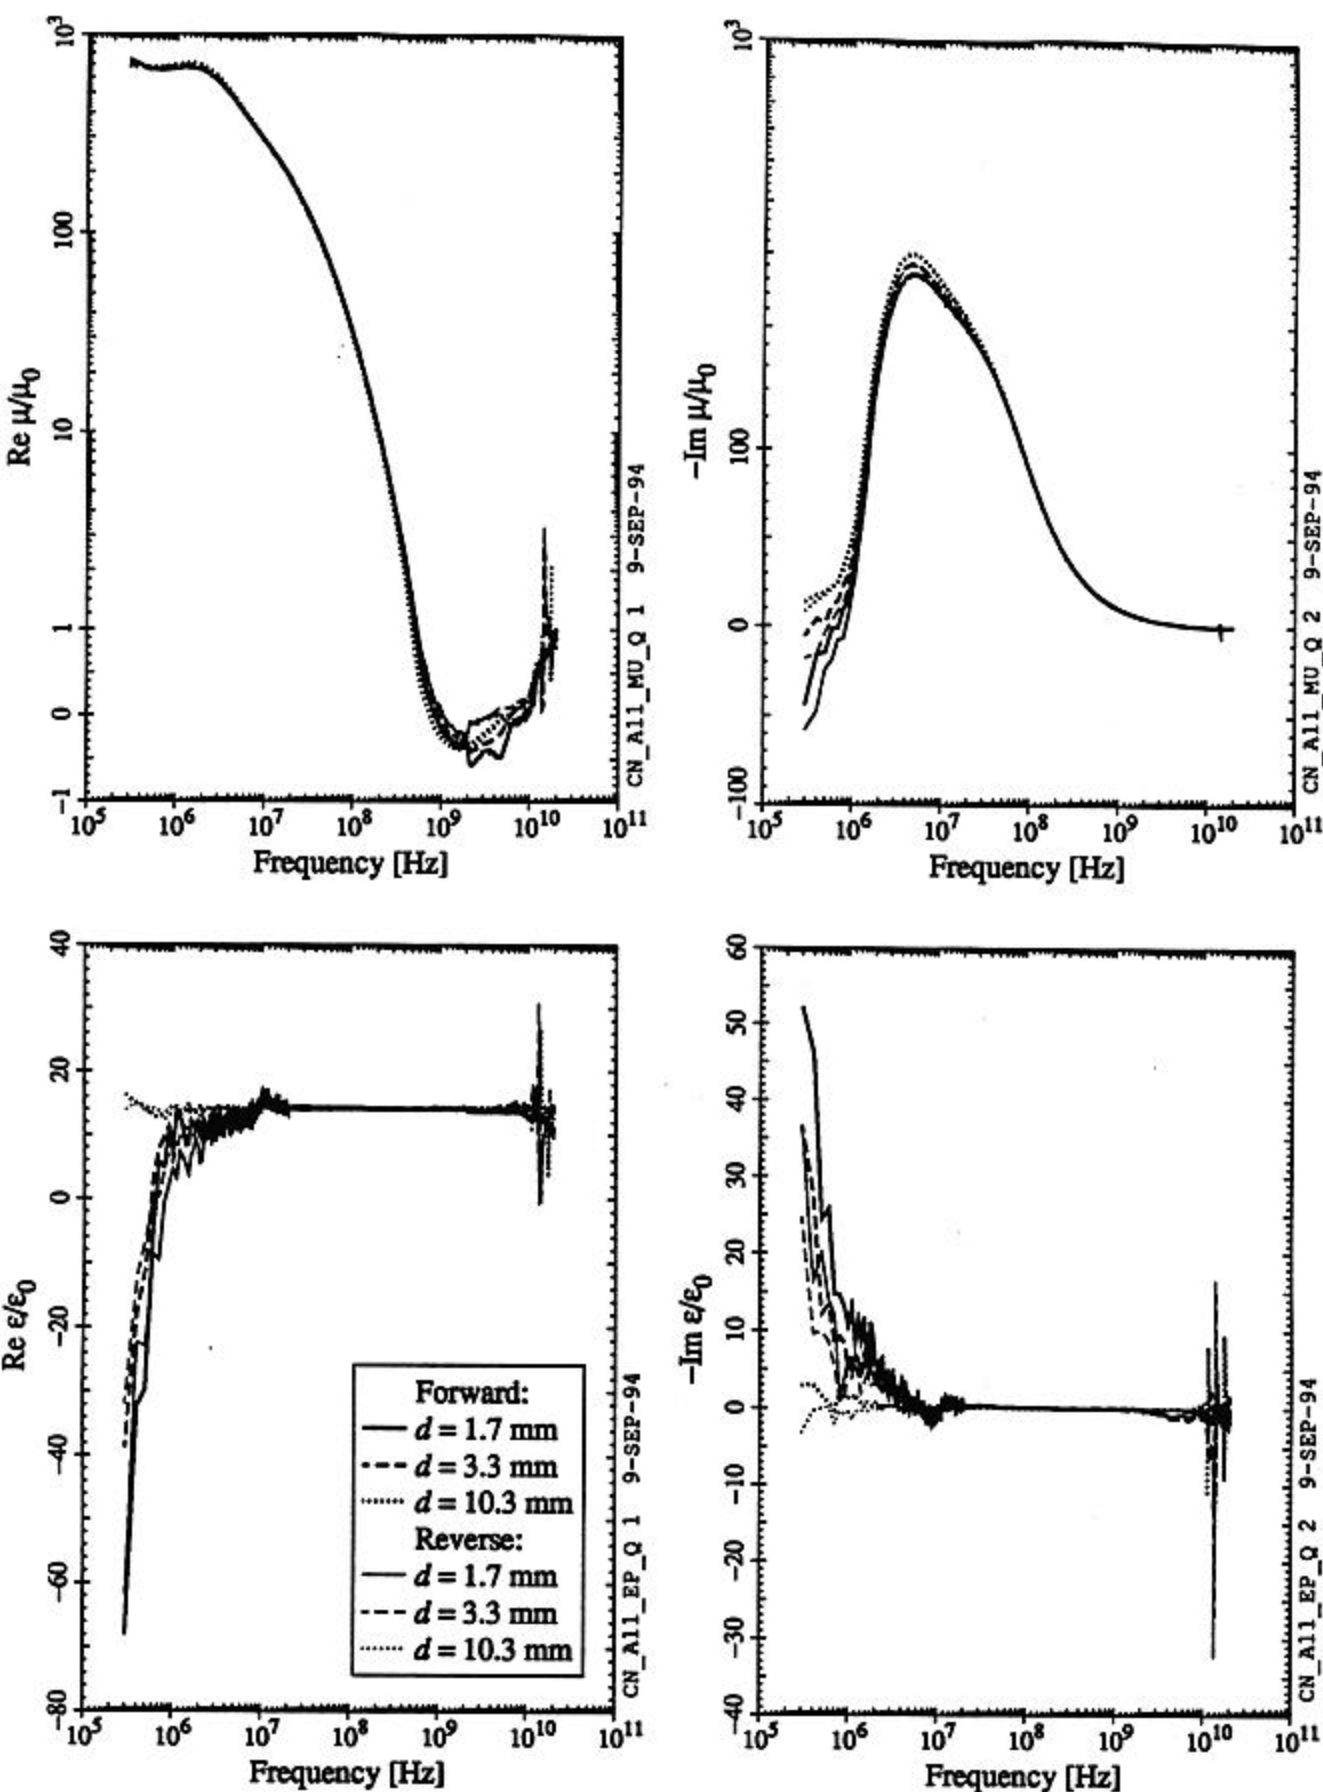 10³
100
10
1
0
−1
Re μ/μ₀
10⁵ 10⁶ 10⁷ 10⁸ 10⁹ 10¹⁰ 10¹¹
Frequency [Hz]
CN_All_MU_Q 1 9-SEP-94
10³
100
0
−100
−Im μ/μ₀
10⁵ 10⁶ 10⁷ 10⁸ 10⁹ 10¹⁰ 10¹¹
Frequency [Hz]
CN_All_MU_Q 2 9-SEP-94
40
20
0
−20
−40
−60
−80
Re ε/ε₀
Forward:
d = 1.7 mm
d = 3.3 mm
d = 10.3 mm
Reverse:
d = 1.7 mm
d = 3.3 mm
d = 10.3 mm
10⁵ 10⁶ 10⁷ 10⁸ 10⁹ 10¹⁰ 10¹¹
Frequency [Hz]
CN_All_EP_Q 1 9-SEP-94
60
50
40
30
20
10
0
−10
−20
−30
−40
−Im ε/ε₀
10⁵ 10⁶ 10⁷ 10⁸ 10⁹ 10¹⁰ 10¹¹
Frequency [Hz]
CN_All_EP_Q 2 9-SEP-94